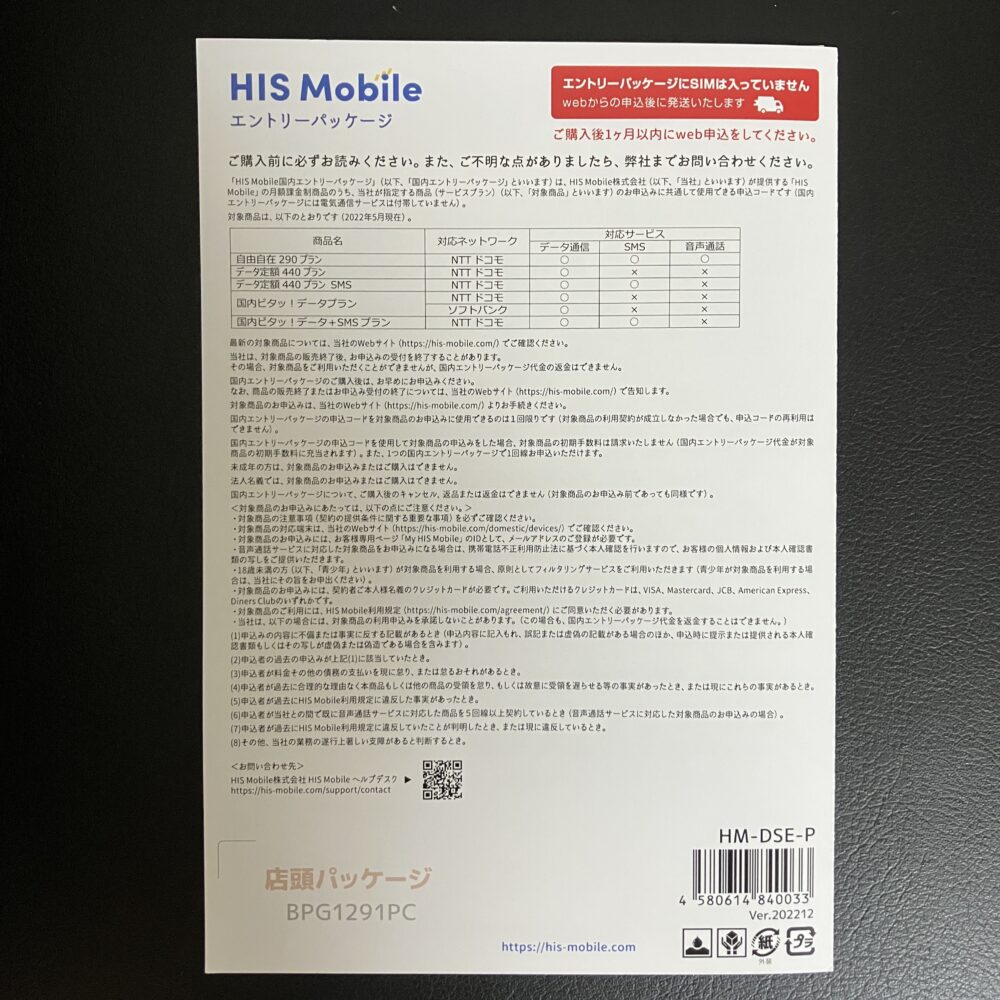 HIS Mobile
エントリーパッケージ
エントリーパッケージにSIMは入っていません
webからの申込後に発送いたします
ご購入後1ヶ月以内にweb申込をしてください。
ご購入前に必ずお読みください。また、ご不明な点がありましたら、弊社までお問い合わせください。
「HIS Mobile国内エントリーパッケージ」（以下、「国内エントリーパッケージ」といいます）は、HIS Mobile株式会社（以下、「当社」といいます）が提供する「HIS
Mobile」の月額課金制商品のうち、当社が指定する商品（サービスプラン）（以下、「対象商品」といいます）のお申込みに共通して使用できる申込コードです（国内
エントリーパッケージには電気通信サービスは付帯していません）。
対象商品は、以下のとおりです（2022年5月現在）。
商品名 対応ネットワーク 対応サービス
データ通信 SMS 音声通話
自由自在 290 プラン NTT ドコモ ○ ○ ○
データ定額 440 プラン NTT ドコモ ○ × ×
データ定額 440 プラン SMS NTT ドコモ ○ ○ ×
国内ピタッ！データプラン NTT ドコモ ○ × ×
ソフトバンク ○ × ×
国内ピタッ！データ＋SMS プラン NTT ドコモ ○ ○ ×
最新の対象商品については、当社のWebサイト（https://his-mobile.com/）でご確認ください。
当社は、対象商品の販売終了後、お申込みの受付を終了することがあります。
その場合、対象商品をご利用いただくことができませんが、国内エントリーパッケージ代金の返金はできません。
国内エントリーパッケージのご購入後は、お早めにお申込みください。
なお、商品の販売終了またはお申込み受付の終了については、当社のWebサイト（https://his-mobile.com/）で告知します。
対象商品のお申込みは、当社のWebサイト（https://his-mobile.com/）よりお手続きください。
国内エントリーパッケージの申込コードを対象商品のお申込みに使用できるのは1回限りです（対象商品の利用契約が成立しなかった場合でも、申込コードの再利用は
できません）。
国内エントリーパッケージの申込コードを使用して対象商品の申込みをした場合、対象商品の初期手数料は請求いたしません（国内エントリーパッケージ代金が対象
商品の初期手数料に充当されます）。また、1つの国内エントリーパッケージで1回線お申込いただけます。
未成年の方は、対象商品のお申込みまたはご購入はできません。
法人名義では、対象商品のお申込みまたはご購入はできません。
国内エントリーパッケージについて、ご購入後のキャンセル、返品または返金はできません（対象商品のお申込み前であっても同様です）。
＜対象商品のお申込みにあたっては、以下の点にご注意ください。＞
・対象商品の注意事項（契約の提供条件に関する重要な事項）を必ずご確認ください。
・対象商品の対応端末は、当社のWebサイト（https://his-mobile.com/domestic/devices/）でご確認ください。
・対象商品のお申込みには、お客様専用ページ「My HIS Mobile」のIDとして、メールアドレスのご登録が必要です。
・音声通話サービスに対応した対象商品をお申込みになる場合は、携帯電話不正利用防止法に基づく本人確認を行いますので、お客様の個人情報および本人確認書
類の写しをご提供いただきます。
・18歳未満の方（以下、「青少年」といいます）が対象商品を利用する場合、原則としてフィルタリングサービスをご利用いただきます（青少年が対象商品を利用する場
合は、当社にその旨をお申出ください）。
・対象商品のお申込みには、契約者ご本人様名義のクレジットカードが必要です。ご利用いただけるクレジットカードは、VISA、Mastercard、JCB、American Express、
Diners Clubのいずれかです。
・対象商品のご利用には、HIS Mobile利用規定（https://his-mobile.com/agreement/）にご同意いただく必要があります。
・当社は、以下の場合には、対象商品の利用申込みを承諾しないことがあります。（この場合も、国内エントリーパッケージ代金を返金することはできません。）
(1)申込みの内容に不備または事実に反する記載があるとき（申込内容に記入もれ、誤記または虚偽の記載がある場合のほか、申込時に提示または提供される本人確
認書類もしくはその写しが虚偽または偽造である場合を含みます）。
(2)申込者の過去の申込みが上記(1)に該当していたとき。
(3)申込者が料金その他の債務の支払いを現に怠り、または怠るおそれがあるとき。
(4)申込者が過去に合理的な理由なく本商品もしくは他の商品の受領を怠り、もしくは故意に受領を遅らせる等の事実があったとき、または現にこれらの事実があるとき。
(5)申込者が過去にHIS Mobile利用規定に違反した事実があったとき。
(6)申込者が当社との間で既に音声通話サービスに対応した商品を5回線以上契約しているとき（音声通話サービスに対応した対象商品のお申込みの場合）。
(7)申込者が過去にHIS Mobile利用規定に違反していたことが判明したとき、または現に違反しているとき。
(8)その他、当社の業務の遂行上著しい支障があると判断するとき。
＜お問い合わせ先＞
HIS Mobile株式会社 HIS Mobile ヘルプデスク ▶
https://his-mobile.com/support/contact
HM-DSE-P
4 580614 840033
Ver.202212
店頭パッケージ
BPG1291PC
https://his-mobile.com
紙
外装
プラ